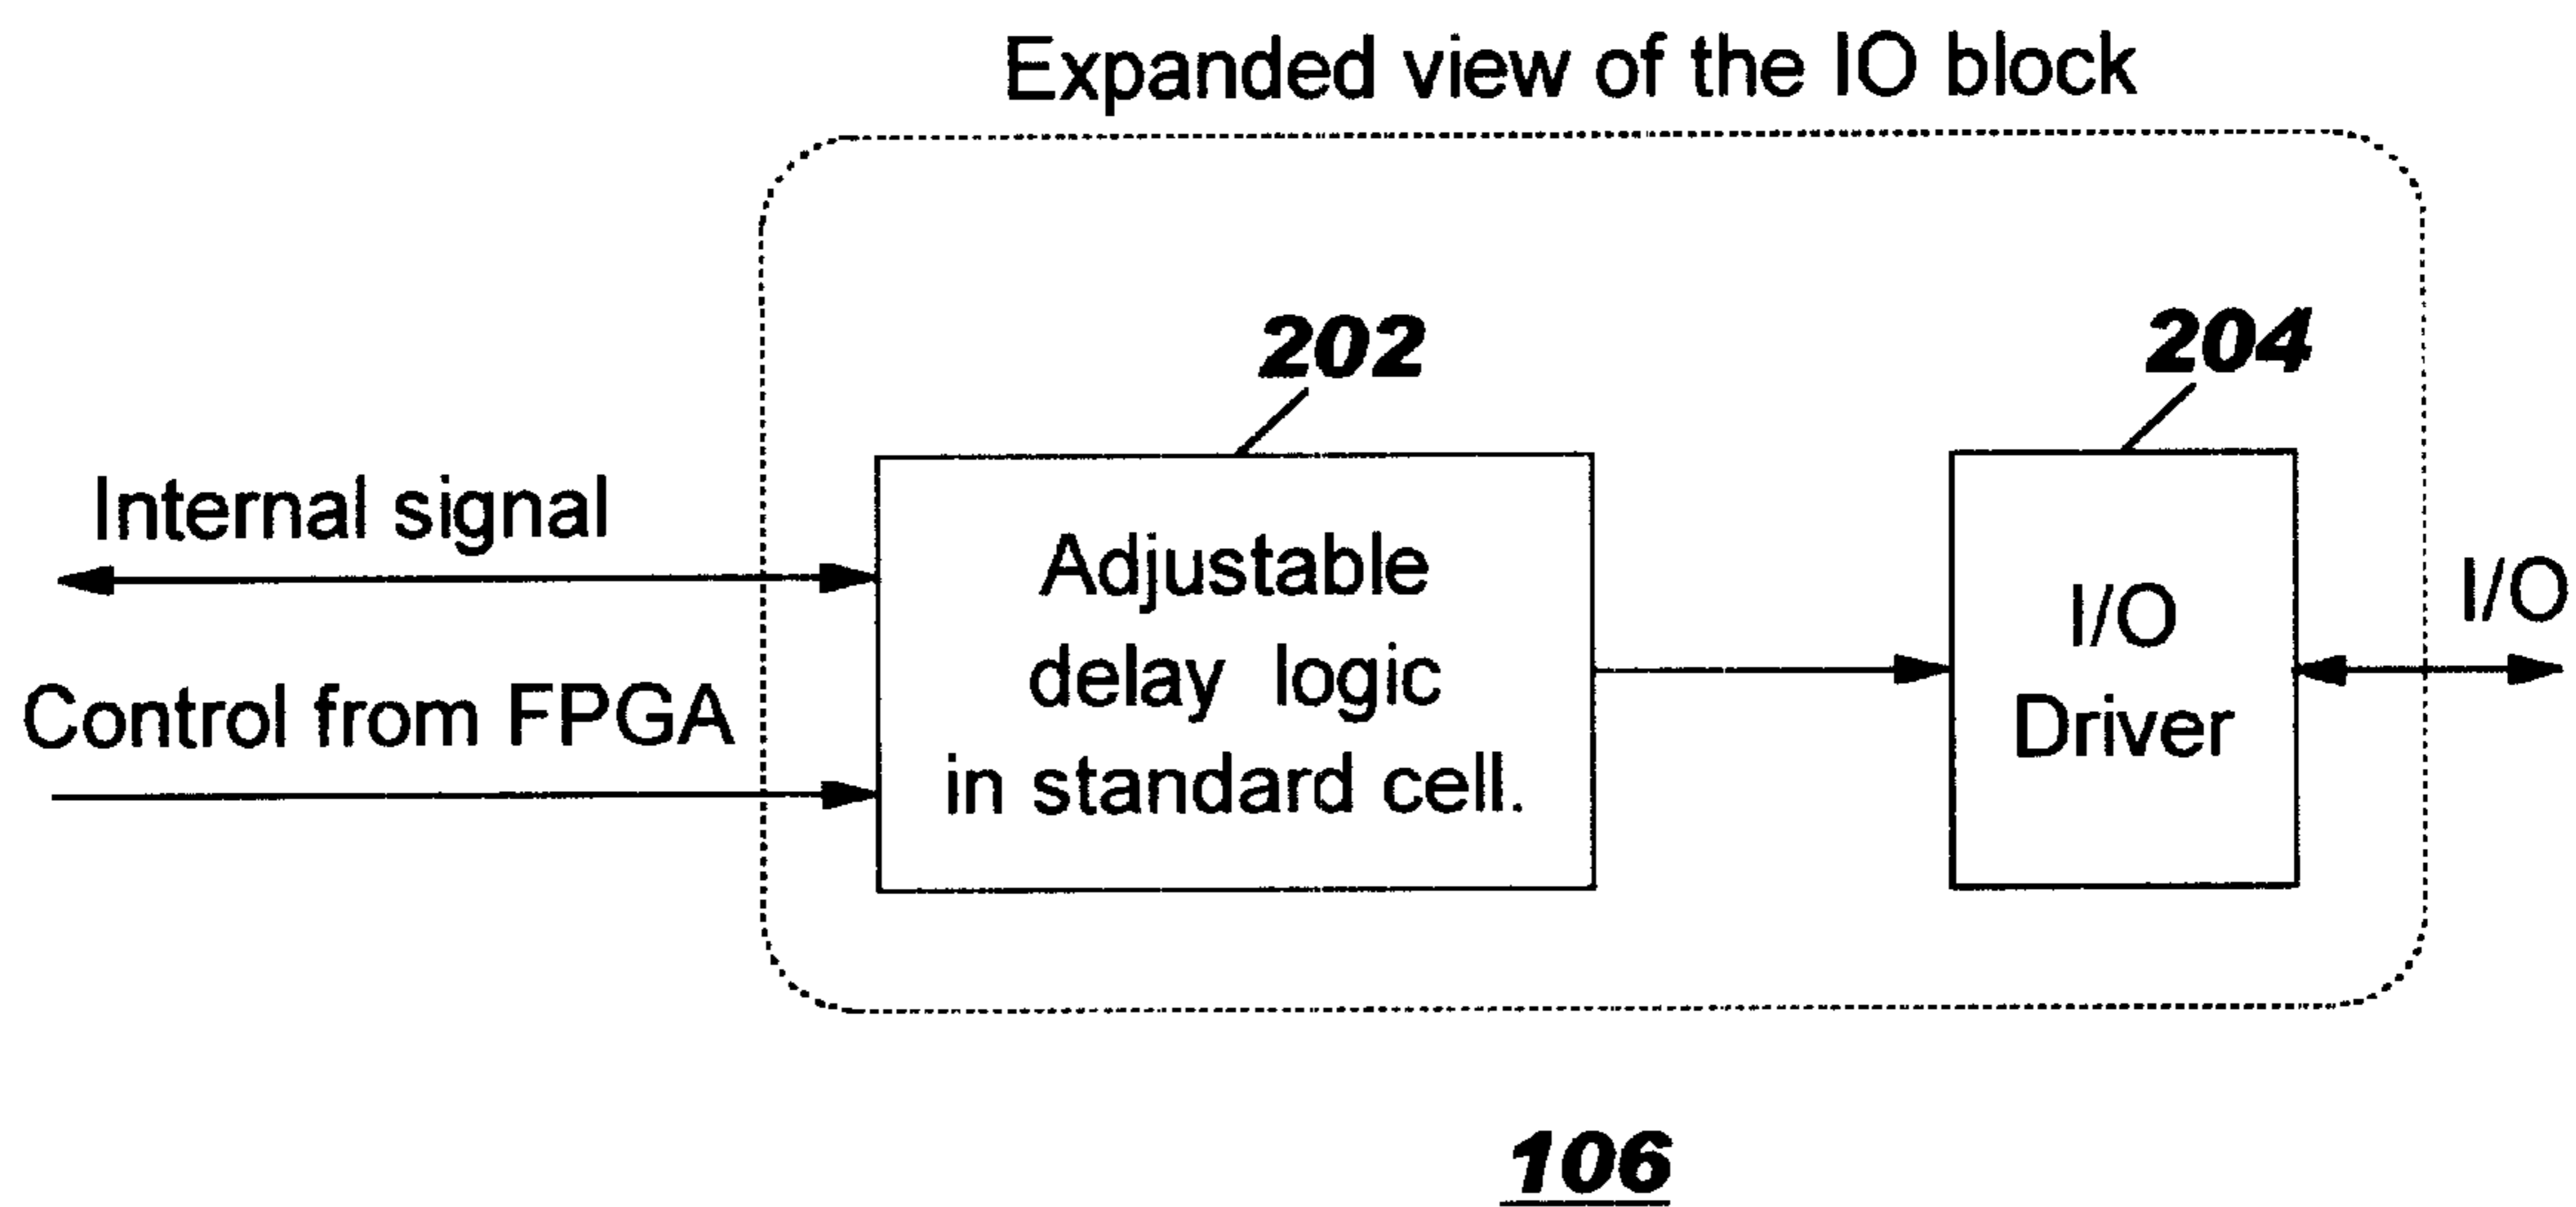 Expanded view of the IO block
202
204
Internal signal
Control from FPGA
Adjustable
delay logic
in standard cell.
I/O
Driver
I/O
106